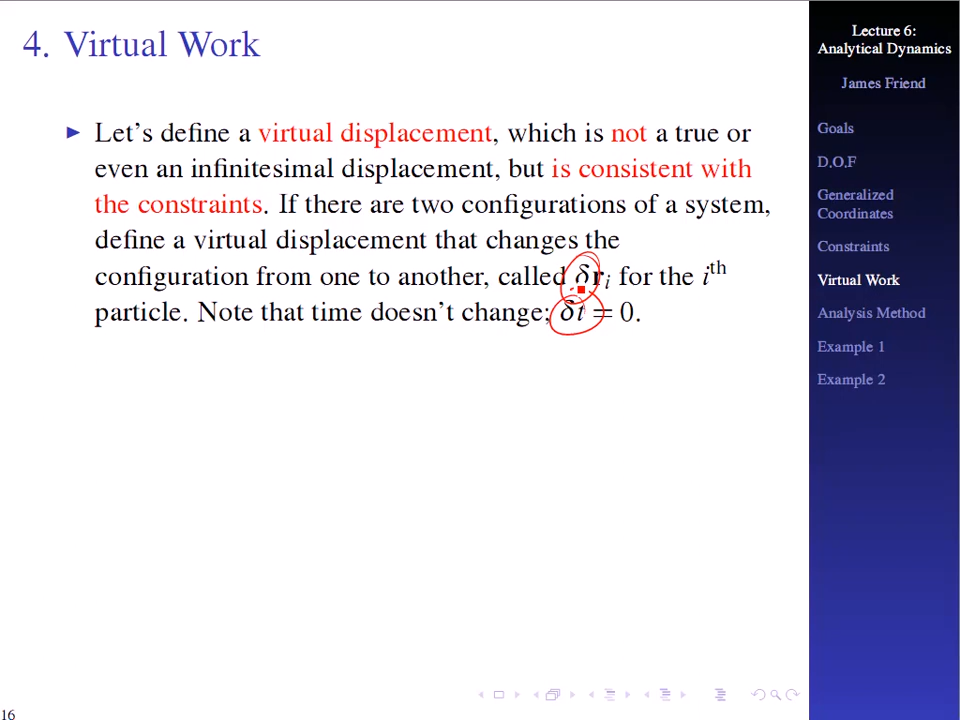 4. Virtual Work
► Let's define a virtual displacement, which is not a true or
even an infinitesimal displacement, but is consistent with
the constraints. If there are two configurations of a system,
define a virtual displacement that changes the
configuration from one to another, called δrᵢ for the iᵗʰ
particle. Note that time doesn't change; δt = 0.
Lecture 6:
Analytical Dynamics
James Friend
Goals
D.O.F
Generalized
Coordinates
Constraints
Virtual Work
Analysis Method
Example 1
Example 2
16